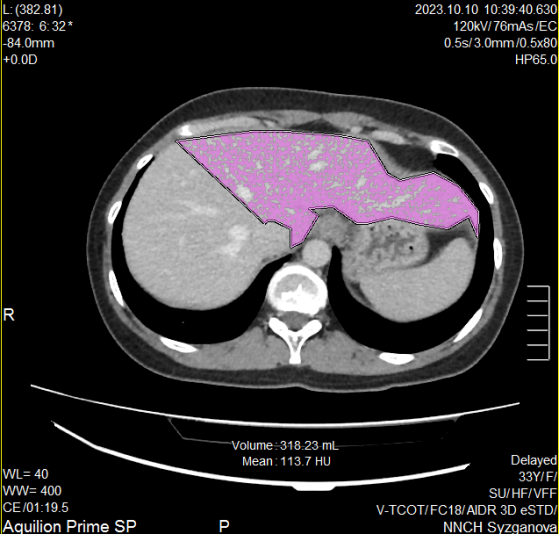 L: (382.81)
6378: 6:32*
-84.0mm
+0.0D
2023.10.10 10:39:40.630
120kV/76mAs/EC
0.5s/3.0mm/0.5x80
HP65.0
R
Volume: 318.23 mL
Mean: 113.7 HU
WL= 40
WW= 400
CE/01:19.5
Aquilion Prime SP
P
Delayed
33Y/F/
SU/HF/VFF
V-TCOT/FC18/AIDR 3D eSTD/
NNCH Syzganova